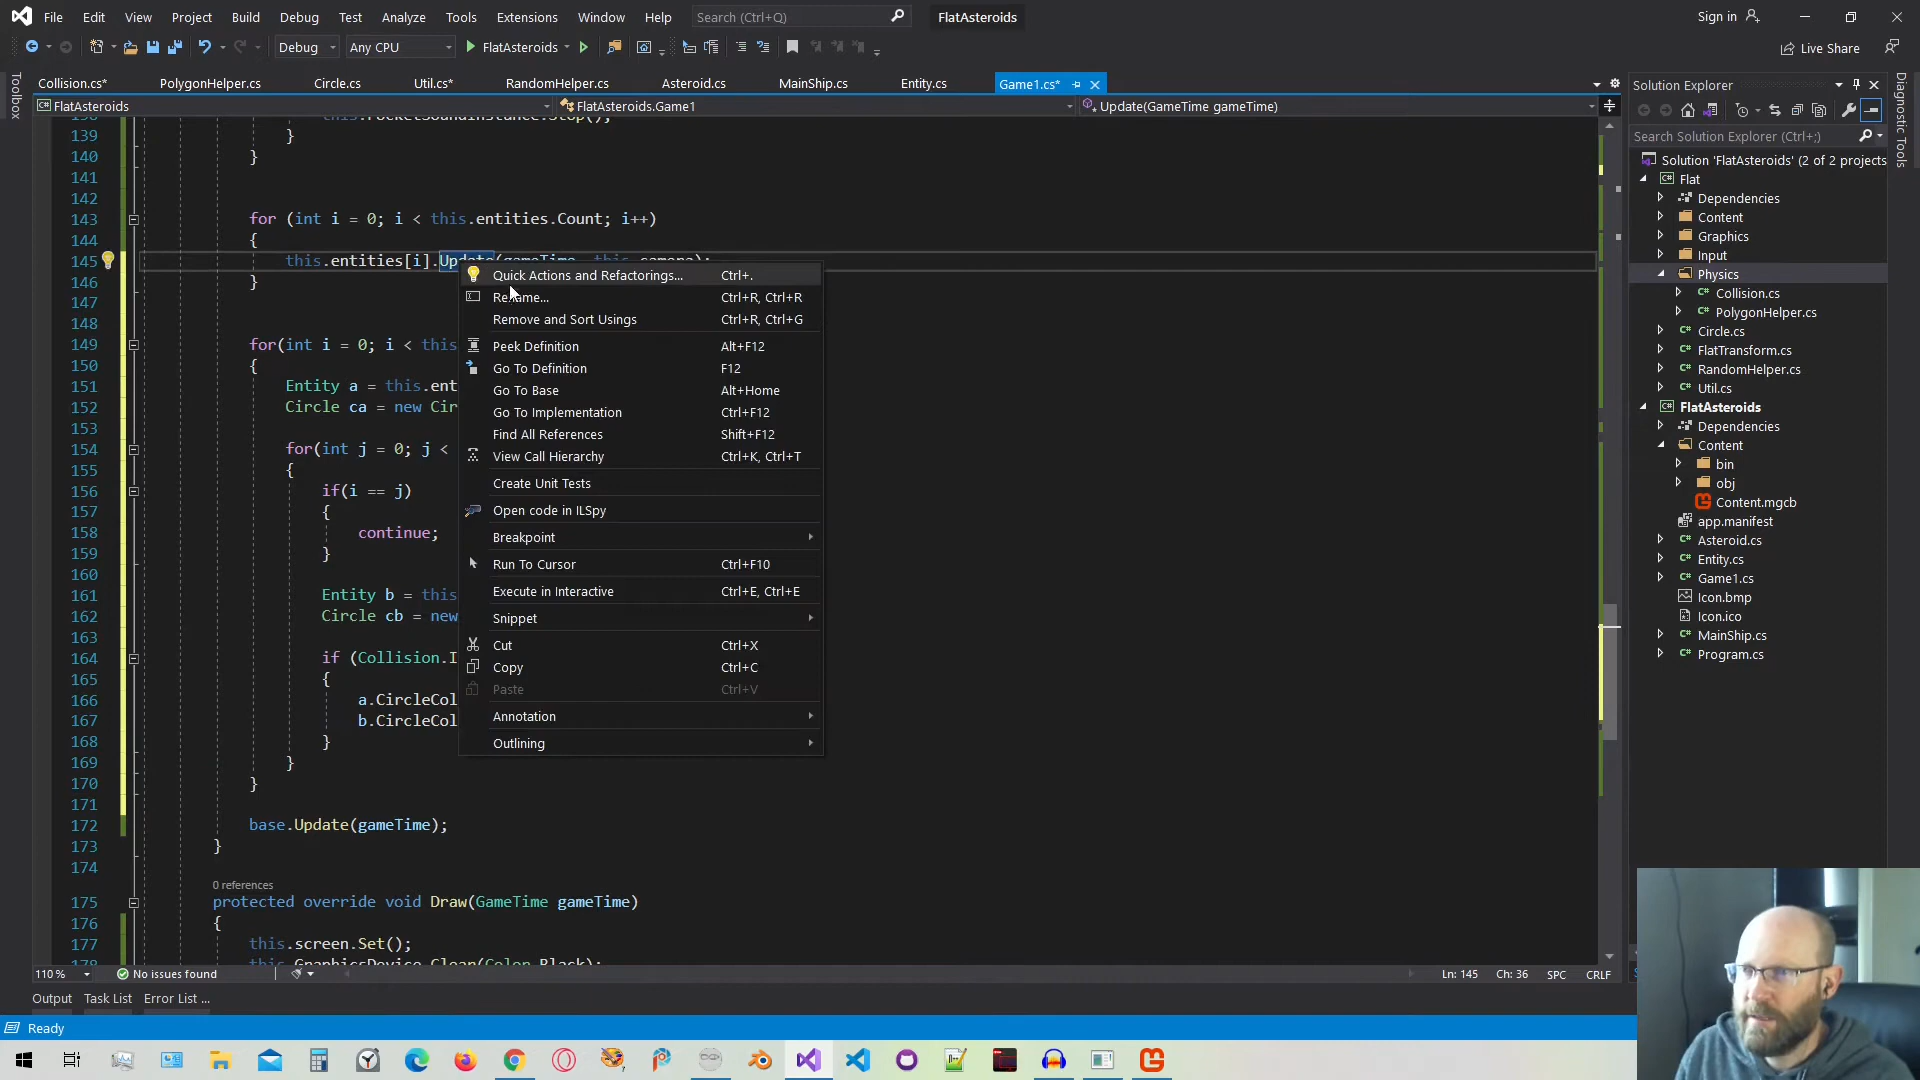 File Edit View Project Build Debug Test Analyze Tools Extensions Window Help Search (Ctrl+Q) FlatAsteroids Sign in
Debug Any CPU FlatAsteroids Live Share
Toolbox
Collision.cs* PolygonHelper.cs Circle.cs Util.cs* RandomHelper.cs Asteroid.cs MainShip.cs Entity.cs Game1.cs*
FlatAsteroids FlatAsteroids.Game1 Update(GameTime gameTime)
139 }
140 }
141
142
143 for (int i = 0; i < this.entities.Count; i++)
144 {
145 this.entities[i].Update(gameTime, this.camera);
146 }
147
148
149 for(int i = 0; i < this
150 {
151 Entity a = this.ent
152 Circle ca = new Cir
153
154 for(int j = 0; j <
155 {
156 if(i == j)
157 {
158 continue;
159 }
160
161 Entity b = this
162 Circle cb = new
163
164 if (Collision.I
165 {
166 a.CircleCol
167 b.CircleCol
168 }
169 }
170 }
171
172 base.Update(gameTime);
173 }
174
0 references
175 protected override void Draw(GameTime gameTime)
176 {
177 this.screen.Set();
178 this.GraphicsDevice.Clear(Color.Black);
Quick Actions and Refactorings... Ctrl+.
Rename... Ctrl+R, Ctrl+R
Remove and Sort Usings Ctrl+R, Ctrl+G
Peek Definition Alt+F12
Go To Definition F12
Go To Base Alt+Home
Go To Implementation Ctrl+F12
Find All References Shift+F12
View Call Hierarchy Ctrl+K, Ctrl+T
Create Unit Tests
Open code in ILSpy
Breakpoint
Run To Cursor Ctrl+F10
Execute in Interactive Ctrl+E, Ctrl+E
Snippet
Cut Ctrl+X
Copy Ctrl+C
Paste Ctrl+V
Annotation
Outlining
Solution Explorer
Search Solution Explorer (Ctrl+;)
Solution 'FlatAsteroids' (2 of 2 projects
Flat
Dependencies
Content
Graphics
Input
Physics
Collision.cs
PolygonHelper.cs
Circle.cs
FlatTransform.cs
RandomHelper.cs
Util.cs
FlatAsteroids
Dependencies
Content
bin
obj
Content.mgcb
app.manifest
Asteroid.cs
Entity.cs
Game1.cs
Icon.bmp
Icon.ico
MainShip.cs
Program.cs
Diagnostic Tools
110 % No issues found Ln: 145 Ch: 36 SPC CRLF
Output Task List Error List ...
Ready